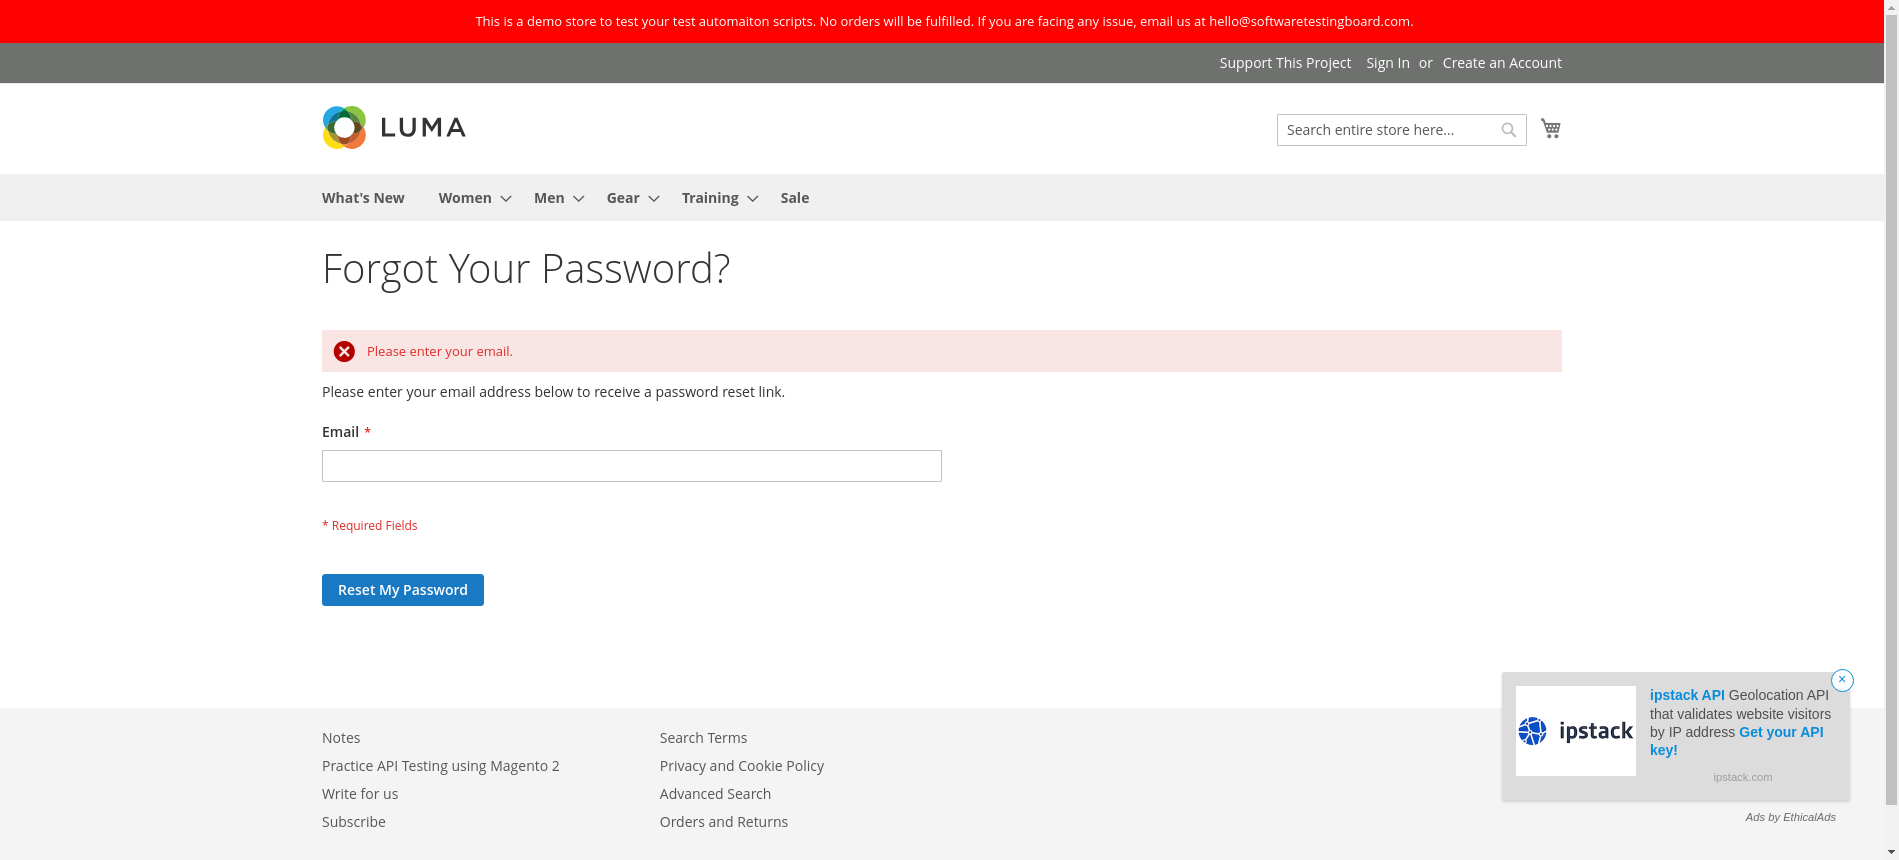 This is a demo store to test your test automaiton scripts. No orders will be fulfilled. If you are facing any issue, email us at hello@softwaretestingboard.com.
Support This Project Sign In or Create an Account
LUMA
Search entire store here...
What's New Women Men Gear Training Sale
Forgot Your Password?
Please enter your email.
Please enter your email address below to receive a password reset link.
Email *
* Required Fields
Reset My Password
Notes
Practice API Testing using Magento 2
Write for us
Subscribe
Search Terms
Privacy and Cookie Policy
Advanced Search
Orders and Returns
ipstack
ipstack API Geolocation API
that validates website visitors
by IP address Get your API
key!
ipstack.com
Ads by EthicalAds